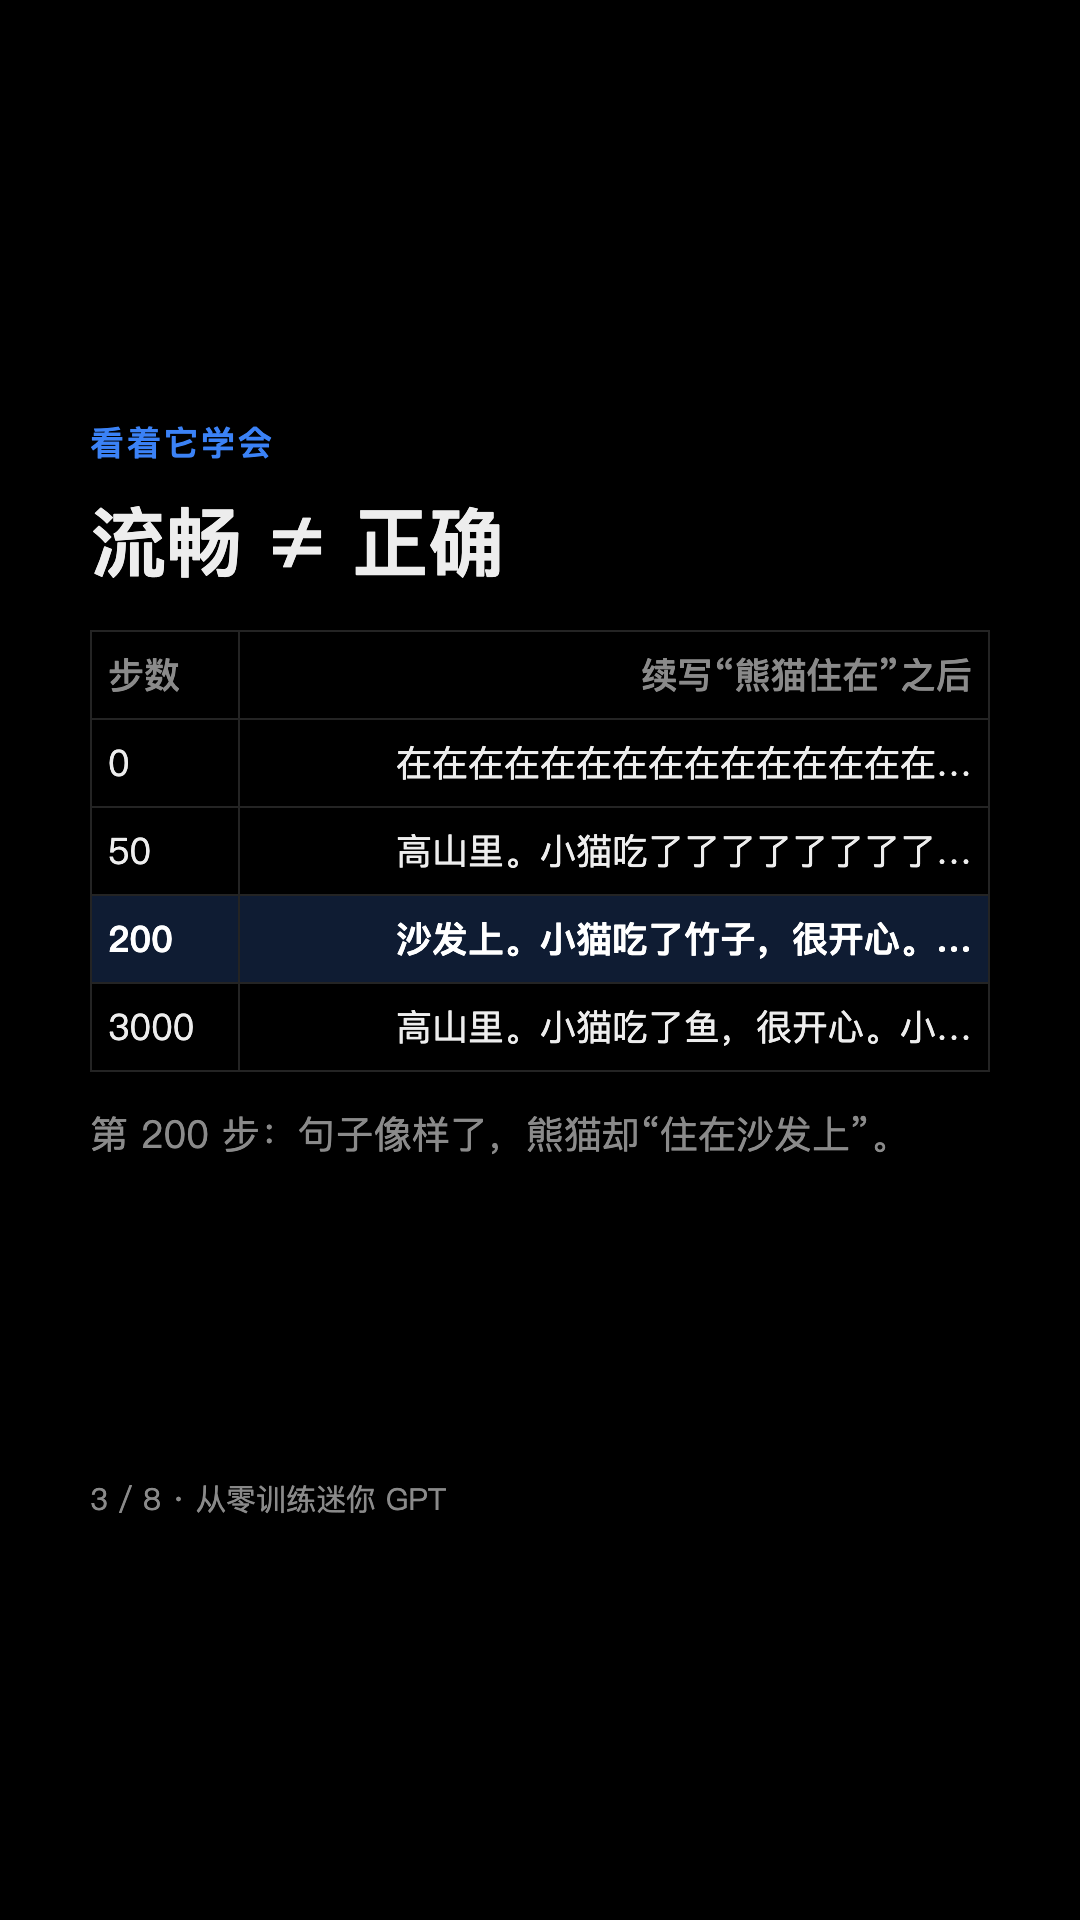 看着它学会
流畅 ≠ 正确
步数 续写“熊猫住在”之后
0 在在在在在在在在在在在在在在在…
50 高山里。小猫吃了了了了了了了了…
200 沙发上。小猫吃了竹子，很开心。…
3000 高山里。小猫吃了鱼，很开心。小…
第 200 步：句子像样了，熊猫却“住在沙发上”。
3 / 8 · 从零训练迷你 GPT